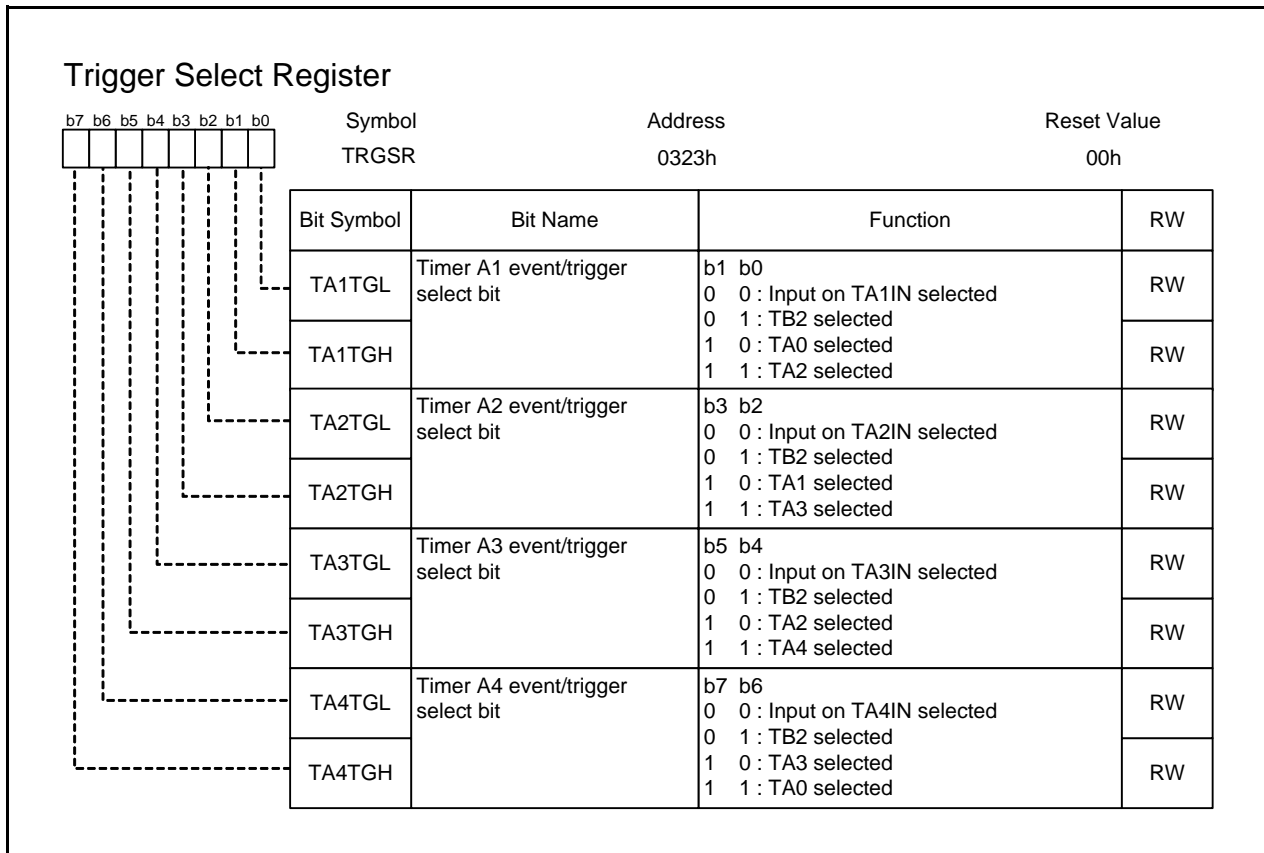 Trigger Select Register
b7 b6 b5 b4 b3 b2 b1 b0
Symbol Address Reset Value
TRGSR 0323h 00h
Bit Symbol Bit Name Function RW
TA1TGL Timer A1 event/trigger select bit RW
TA1TGH RW
b1 b0
0 0 : Input on TA1IN selected
0 1 : TB2 selected
1 0 : TA0 selected
1 1 : TA2 selected
TA2TGL Timer A2 event/trigger select bit RW
TA2TGH RW
b3 b2
0 0 : Input on TA2IN selected
0 1 : TB2 selected
1 0 : TA1 selected
1 1 : TA3 selected
TA3TGL Timer A3 event/trigger select bit RW
TA3TGH RW
b5 b4
0 0 : Input on TA3IN selected
0 1 : TB2 selected
1 0 : TA2 selected
1 1 : TA4 selected
TA4TGL Timer A4 event/trigger select bit RW
TA4TGH RW
b7 b6
0 0 : Input on TA4IN selected
0 1 : TB2 selected
1 0 : TA3 selected
1 1 : TA0 selected